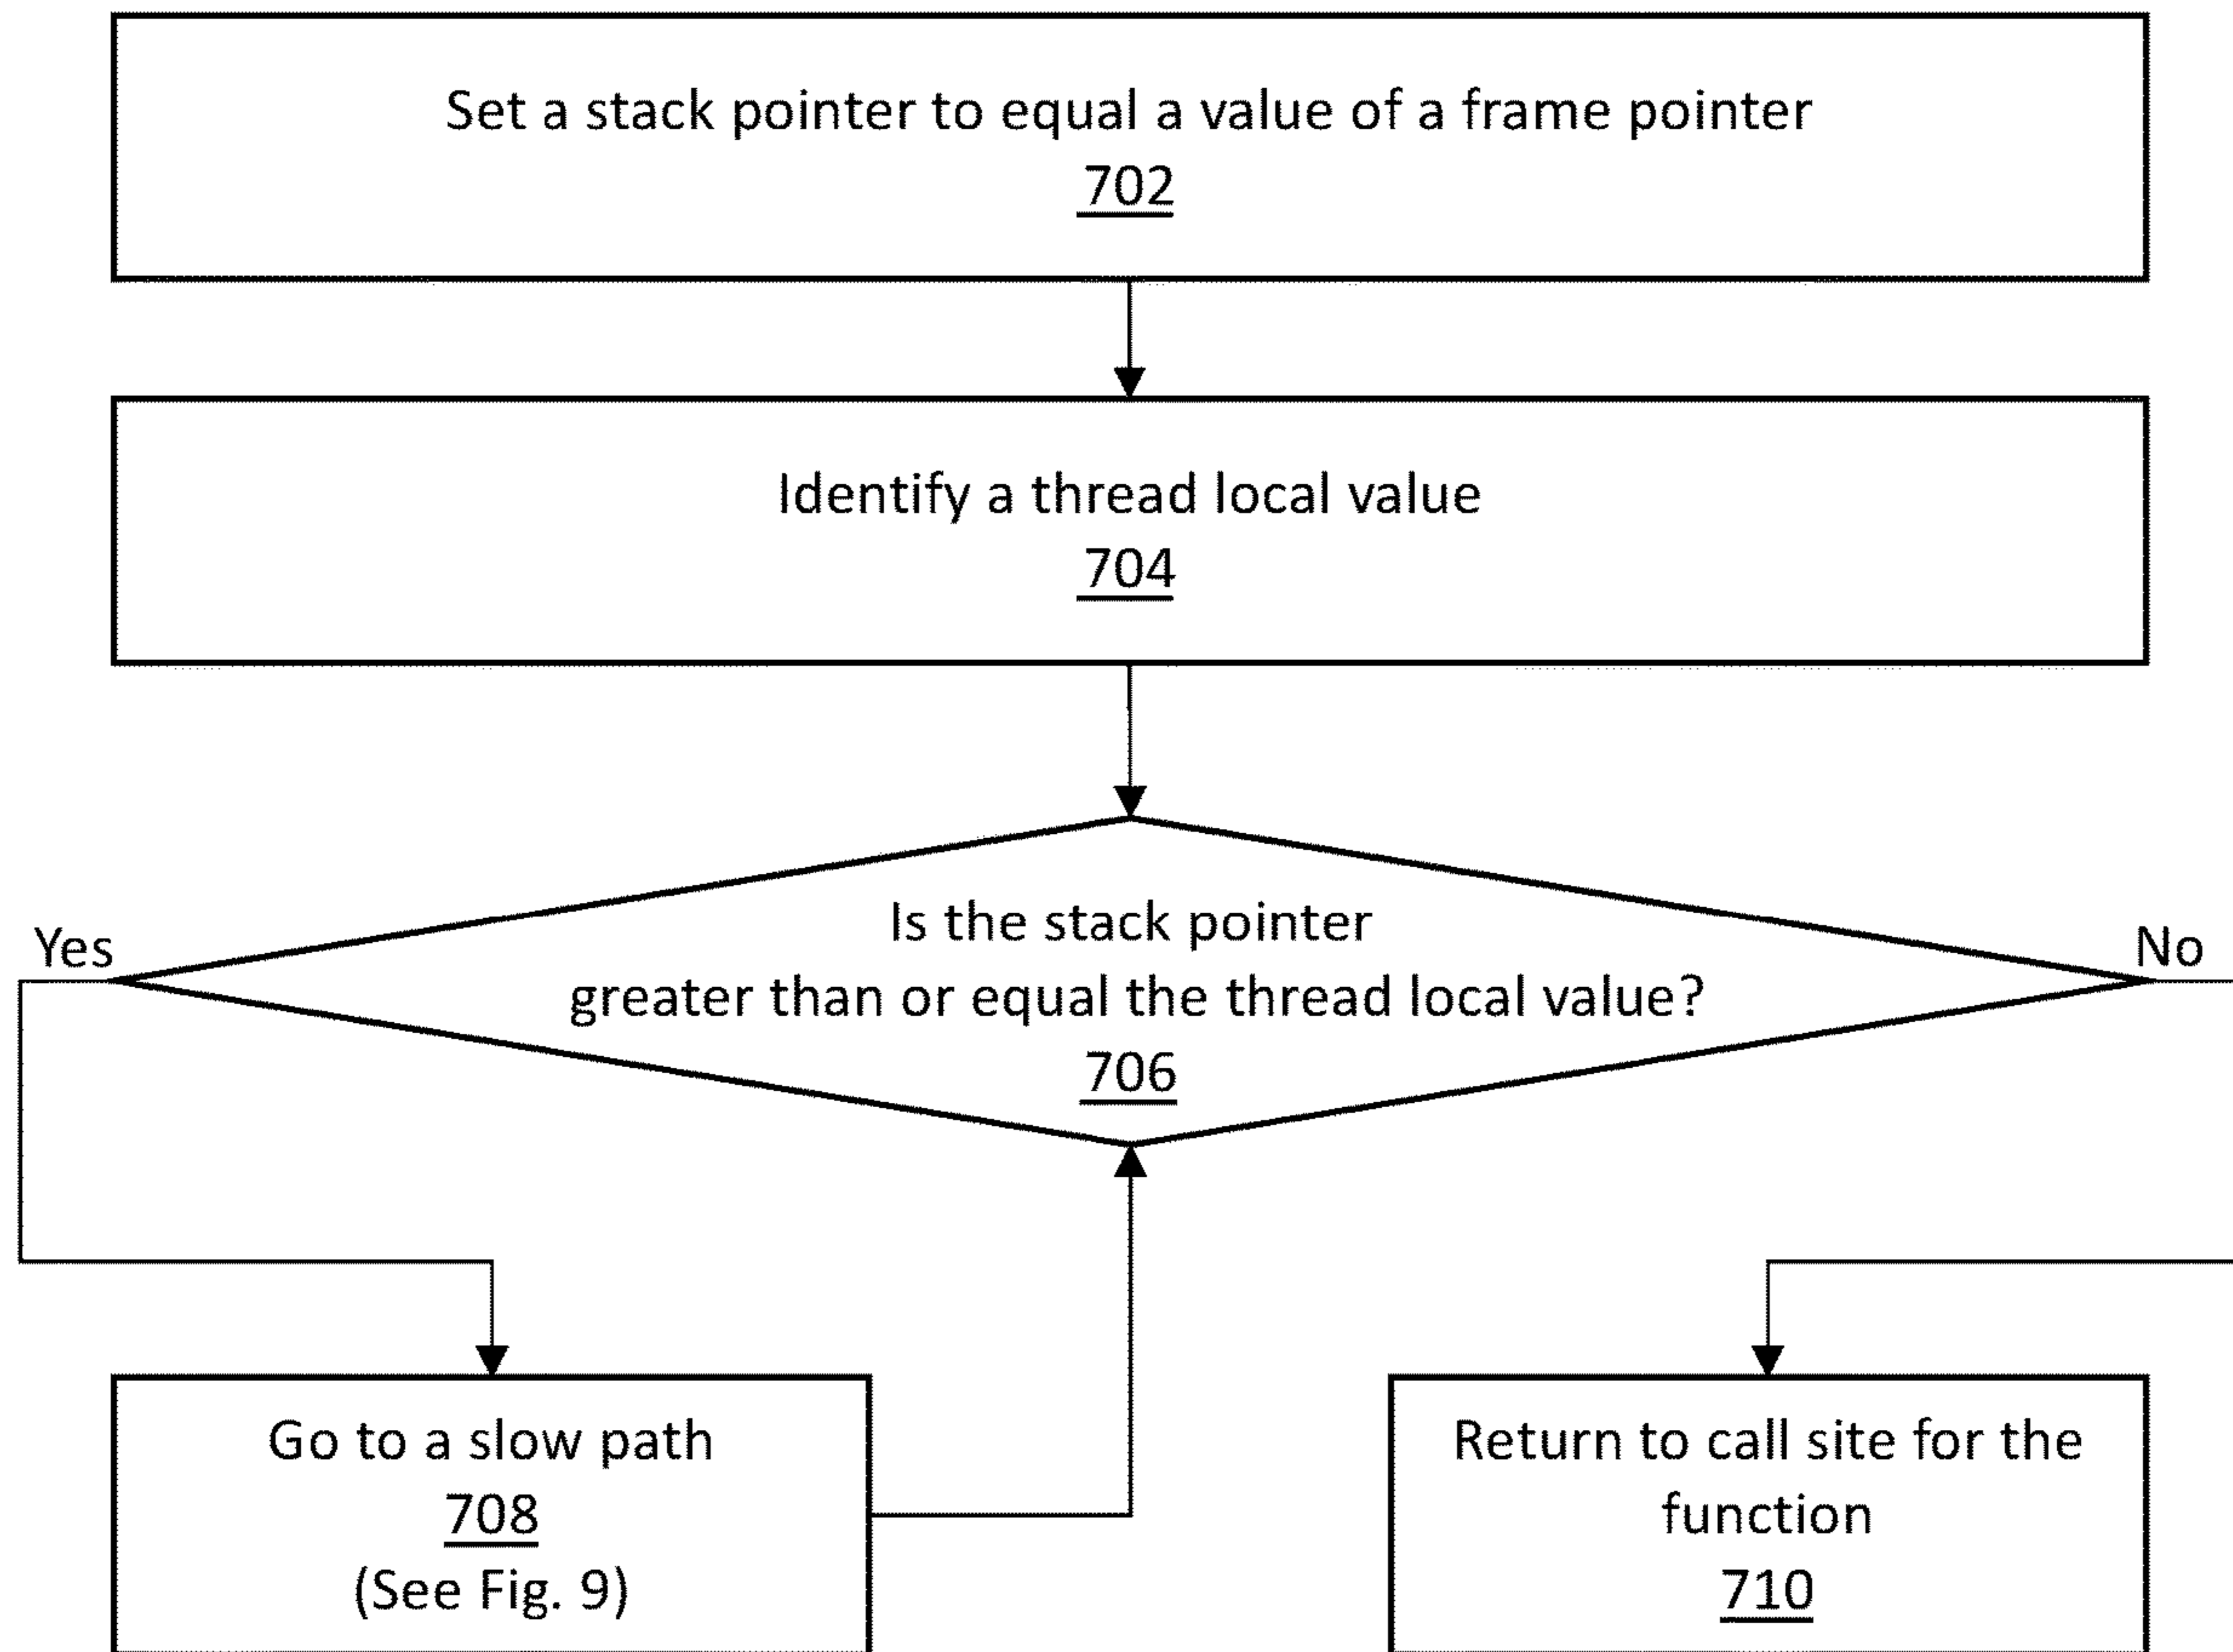 Set a stack pointer to equal a value of a frame pointer
702
Identify a thread local value
704
Is the stack pointer
greater than or equal the thread local value?
706
Yes
No
Go to a slow path
708
(See Fig. 9)
Return to call site for the
function
710